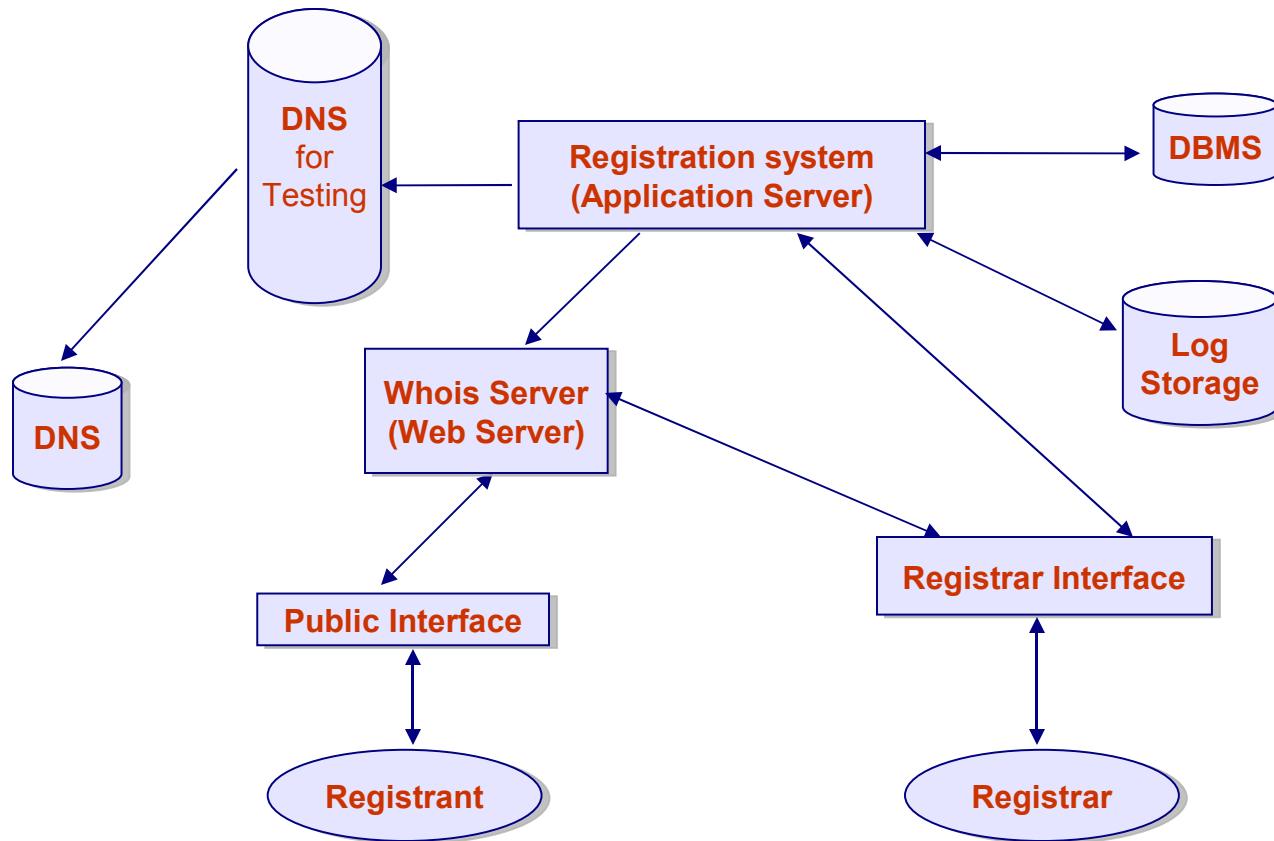 DNS
for
Testing
Registration system
(Application Server)
DBMS
Log
Storage
Whois Server
(Web Server)
DNS
Registrar Interface
Public Interface
Registrant
Registrar